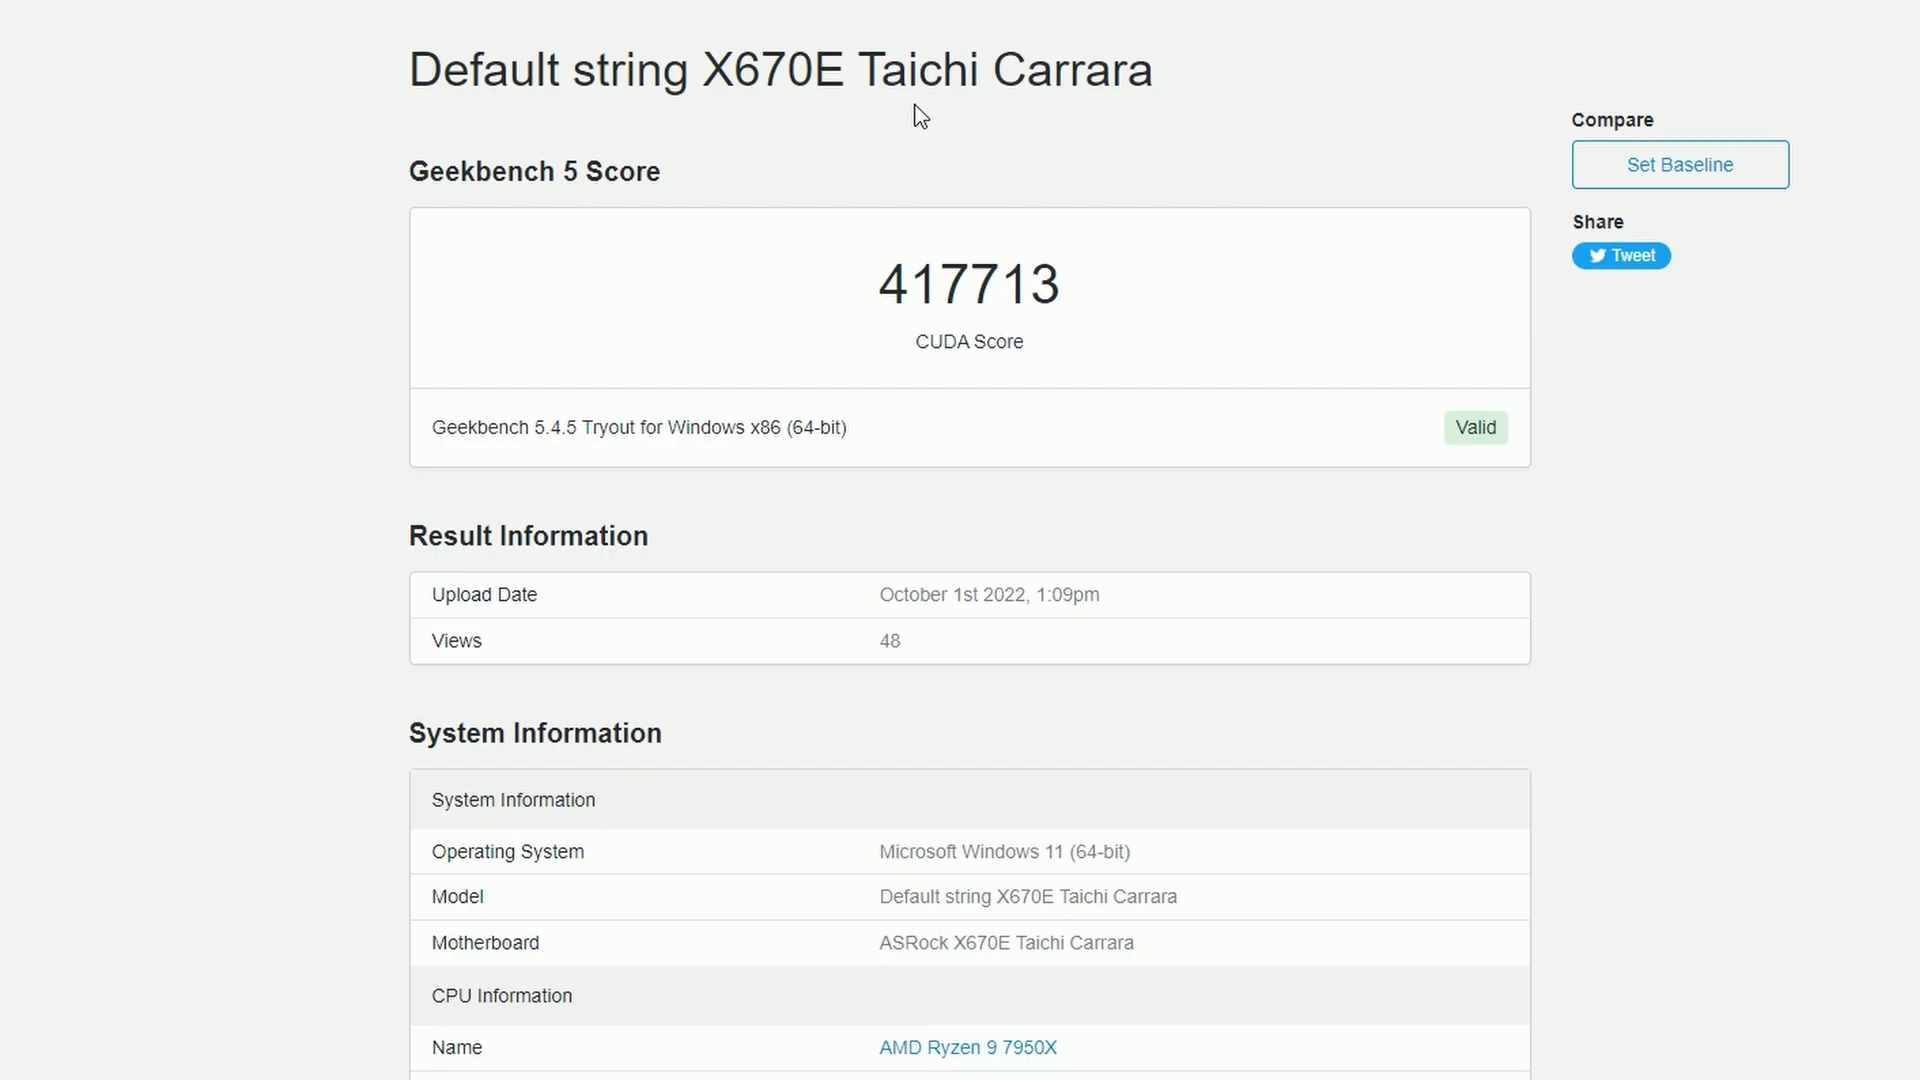 Default string X670E Taichi Carrara
Compare
Set Baseline
Geekbench 5 Score
Share
Tweet
417713
CUDA Score
Geekbench 5.4.5 Tryout for Windows x86 (64-bit) Valid
Result Information
Upload Date October 1st 2022, 1:09pm
Views 48
System Information
System Information
Operating System Microsoft Windows 11 (64-bit)
Model Default string X670E Taichi Carrara
Motherboard ASRock X670E Taichi Carrara
CPU Information
Name AMD Ryzen 9 7950X